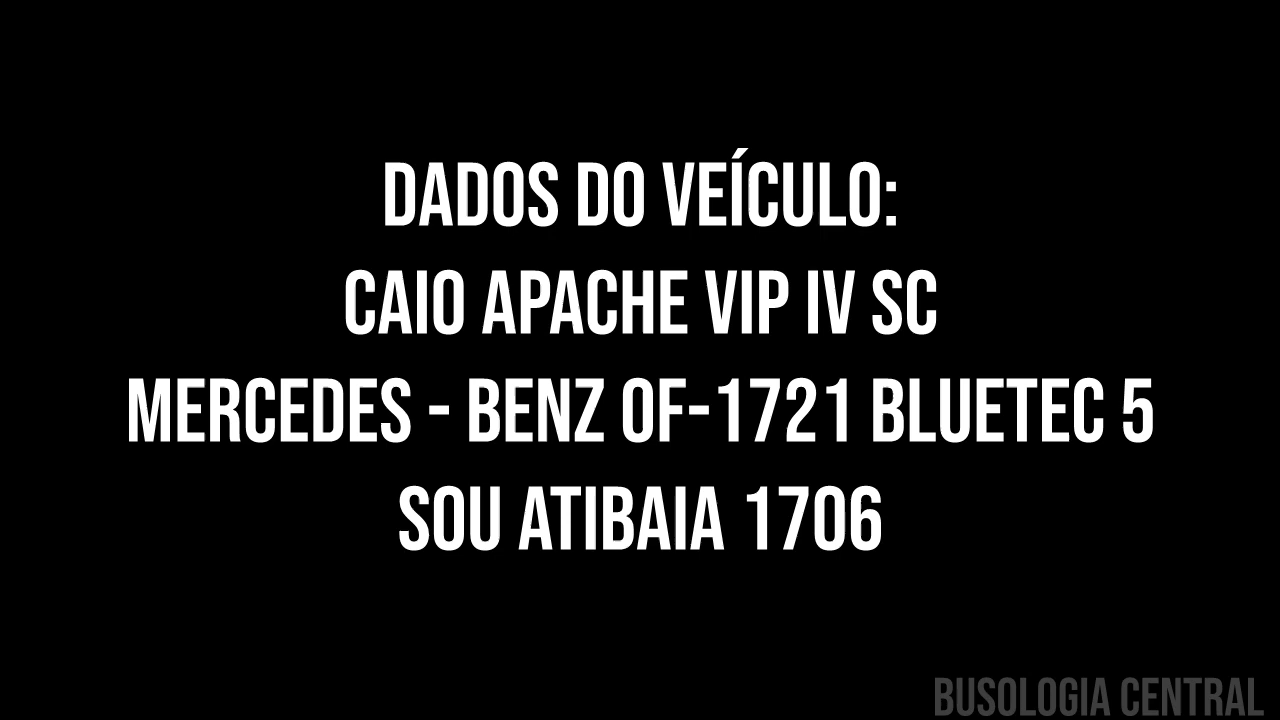 DADOS DO VEÍCULO:
CAIO APACHE VIP IV SC
MERCEDES - BENZ OF-1721 BLUETEC 5
SOU ATIBAIA 1706
BUSOLOGIA CENTRAL